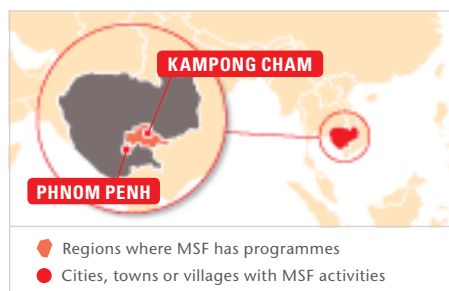 KAMPONG CHAM
PHNOM PENH
Regions where MSF has programmes
Cities, towns or villages with MSF activities